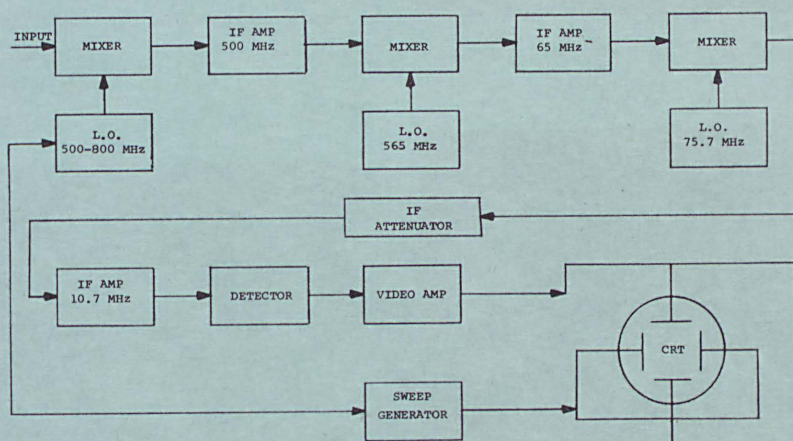 INPUT
MIXER
IF AMP
500 MHz
MIXER
IF AMP
65 MHz
MIXER
L.O.
500-800 MHz
L.O.
565 MHz
L.O.
75.7 MHz
IF
ATTENUATOR
IF AMP
10.7 MHz
DETECTOR
VIDEO AMP
CRT
SWEEP
GENERATOR